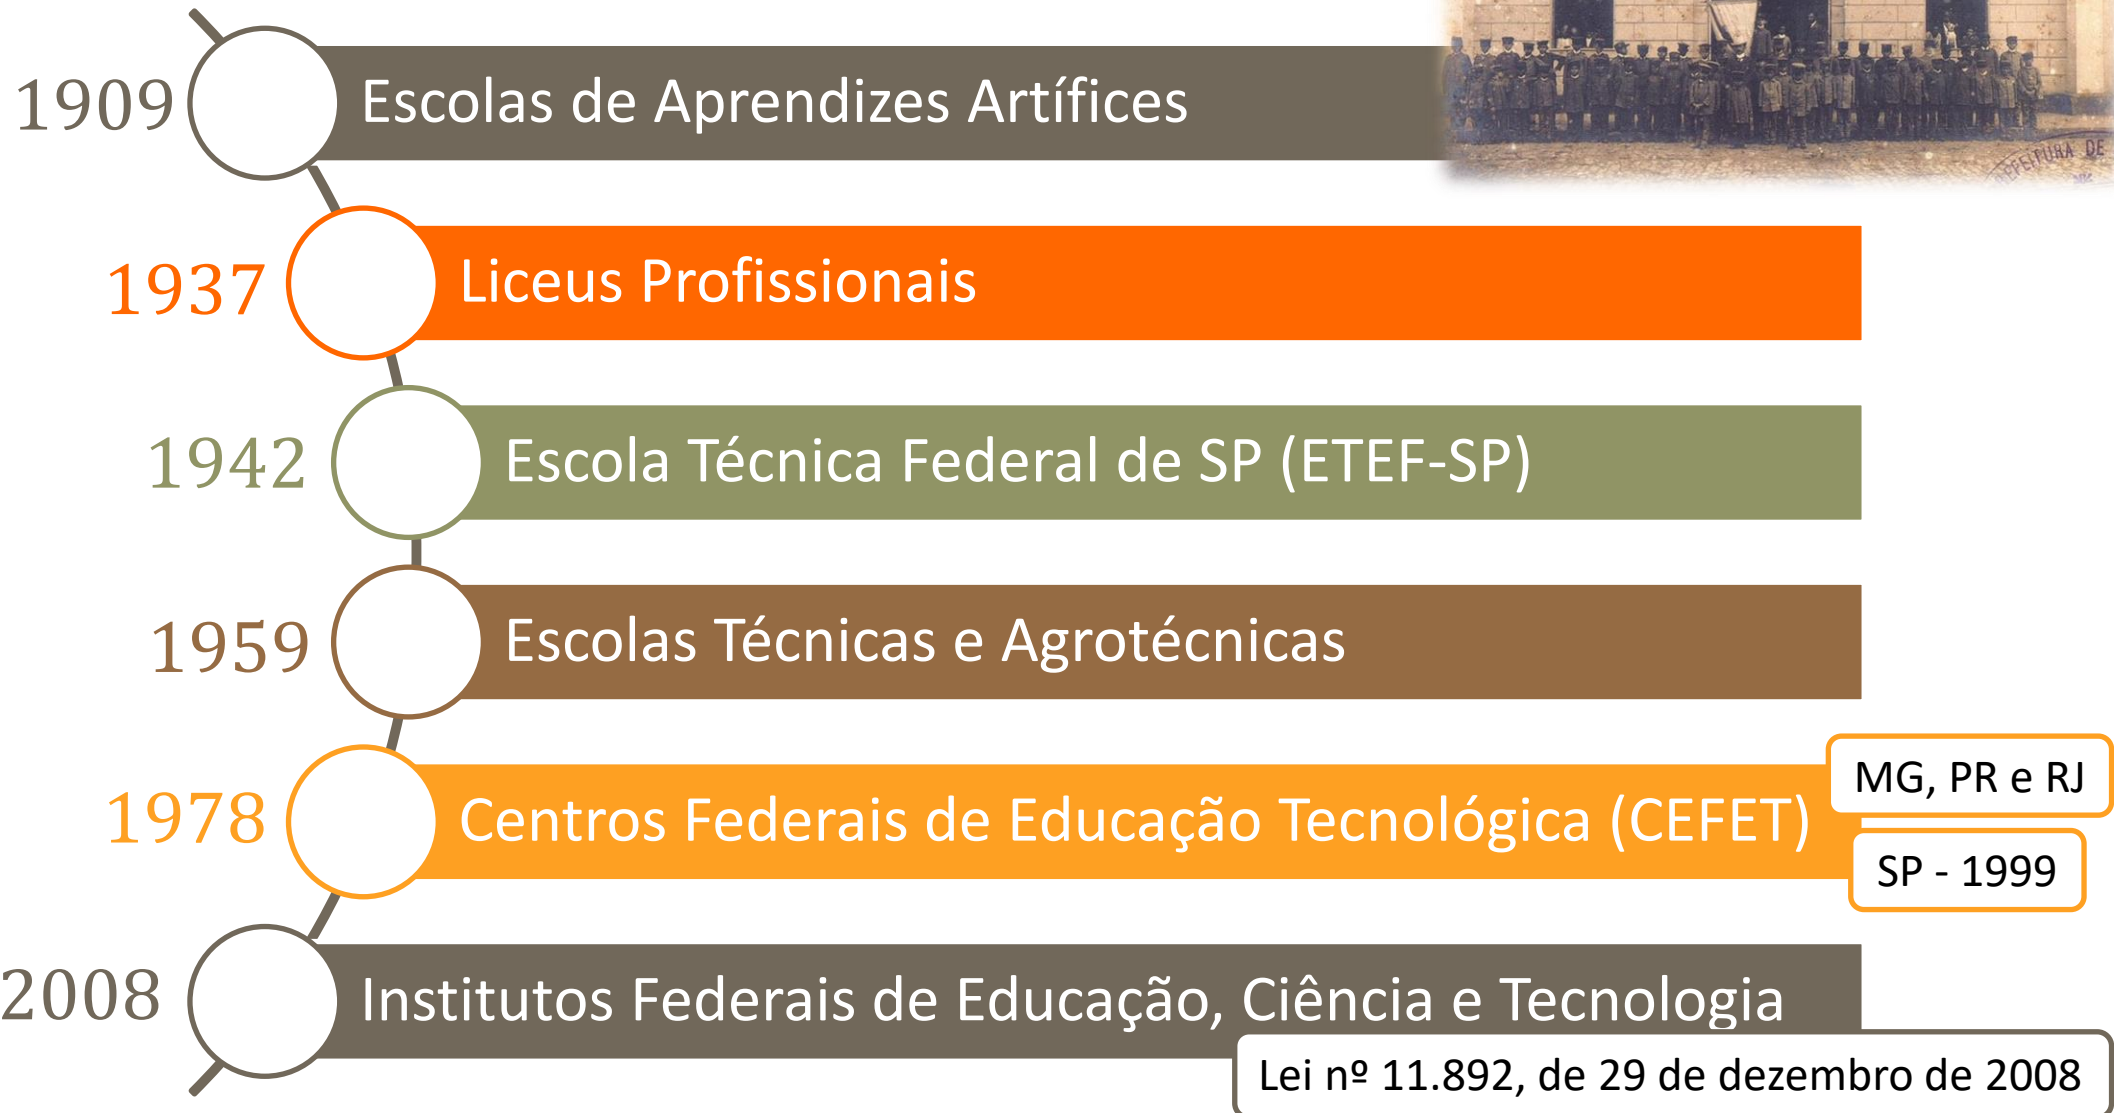 1909
Escolas de Aprendizes Artífices
1937
Liceus Profissionais
1942
Escola Técnica Federal de SP (ETEF-SP)
1959
Escolas Técnicas e Agrotécnicas
1978
Centros Federais de Educação Tecnológica (CEFET)
MG, PR e RJ
SP - 1999
2008
Institutos Federais de Educação, Ciência e Tecnologia
Lei nº 11.892, de 29 de dezembro de 2008
DE